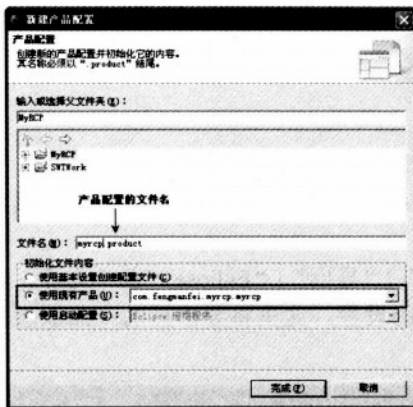 新建产品配置
产品配置
创建新的产品配置并初始化它的内容。
其名称必须以“.product”结尾。
输入或选择父文件夹(E):
MyRCP
MyRCP
SWTWork
产品配置的文件名
文件名(M): myrcp.product
初始化文件内容
使用基本设置创建配置文件(C)
使用现有产品(U): com.fengmanfei.myrcp.myrcp
使用启动配置(S): Eclipse 应用程序
完成(F)
取消